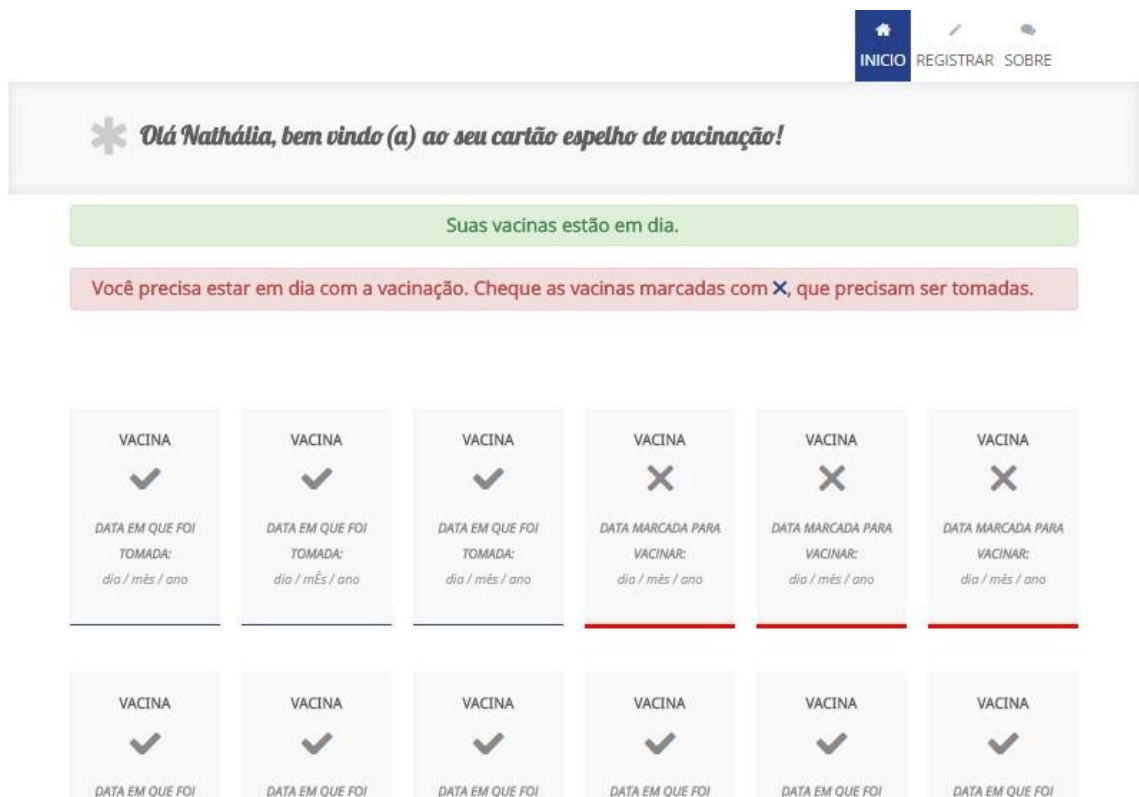 INICIO REGISTRAR SOBRE
Olá Nathália, bem vindo (a) ao seu cartão espelho de vacinação!
Suas vacinas estão em dia.
Você precisa estar em dia com a vacinação. Cheque as vacinas marcadas com ×, que precisam ser tomadas.
VACINA VACINA VACINA VACINA VACINA VACINA
DATA EM QUE FOI DATA EM QUE FOI DATA EM QUE FOI DATA MARCADA PARA DATA MARCADA PARA DATA MARCADA PARA
TOMADA: TOMADA: TOMADA: VACINAR: VACINAR: VACINAR:
dia / mês / ano dia / mÊs / ano dia / mês / ano dia / mês / ano dia / mês / ano dia / mês / ano
VACINA VACINA VACINA VACINA VACINA VACINA
DATA EM QUE FOI DATA EM QUE FOI DATA EM QUE FOI DATA EM QUE FOI DATA EM QUE FOI DATA EM QUE FOI